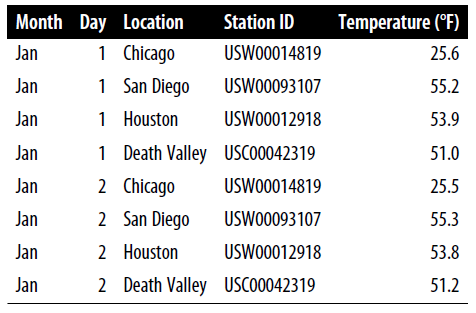 Month Day Location Station ID Temperature (°F)
Jan 1 Chicago USW00014819 25.6
Jan 1 San Diego USW00093107 55.2
Jan 1 Houston USW00012918 53.9
Jan 1 Death Valley USC00042319 51.0
Jan 2 Chicago USW00014819 25.5
Jan 2 San Diego USW00093107 55.3
Jan 2 Houston USW00012918 53.8
Jan 2 Death Valley USC00042319 51.2